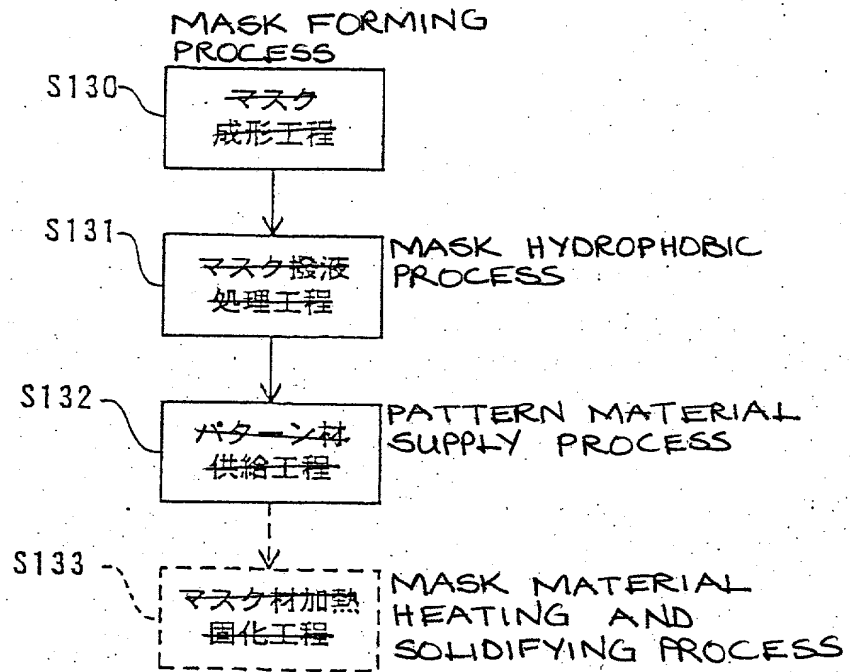 MASK FORMING
PROCESS
S130
マスク
成形工程
S131
マスク撥液
処理工程
MASK HYDROPHOBIC
PROCESS
S132
パターン材
供給工程
PATTERN MATERIAL
SUPPLY PROCESS
S133
マスク材加熱
固化工程
MASK MATERIAL
HEATING AND
SOLIDIFYING PROCESS